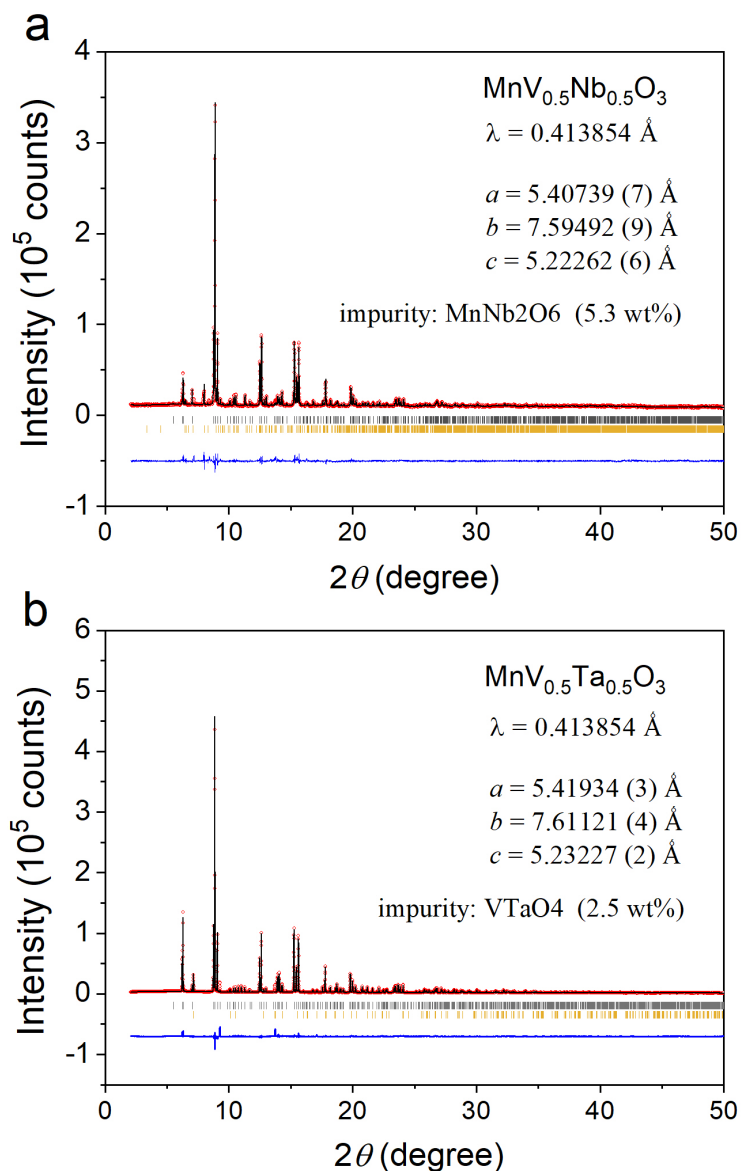 a
MnV0.5Nb0.5O3
λ = 0.413854 Å
a = 5.40739 (7) Å
b = 7.59492 (9) Å
c = 5.22262 (6) Å
impurity: MnNb2O6 (5.3 wt%)
Intensity (10^5 counts)
4
3
2
1
0
-1
0 10 20 30 40 50
2θ (degree)
b
MnV0.5Ta0.5O3
λ = 0.413854 Å
a = 5.41934 (3) Å
b = 7.61121 (4) Å
c = 5.23227 (2) Å
impurity: VTaO4 (2.5 wt%)
Intensity (10^5 counts)
6
5
4
3
2
1
0
-1
0 10 20 30 40 50
2θ (degree)